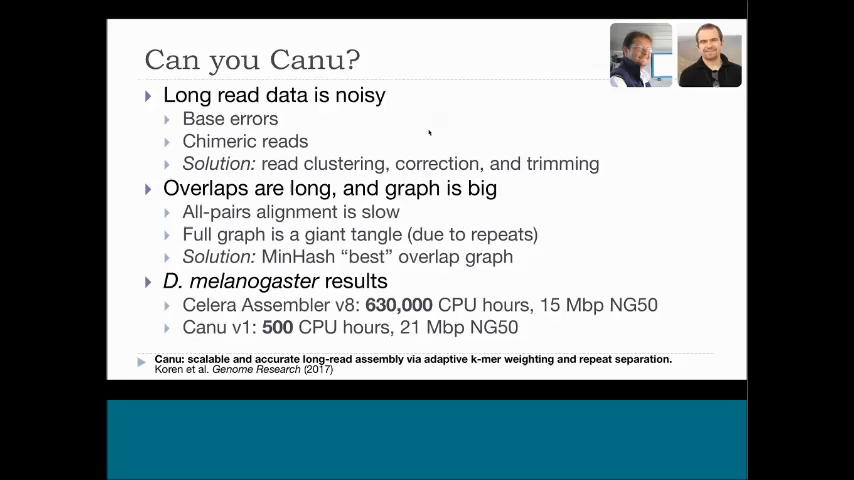 Can you Canu?
Long read data is noisy
Base errors
Chimeric reads
Solution: read clustering, correction, and trimming
Overlaps are long, and graph is big
All-pairs alignment is slow
Full graph is a giant tangle (due to repeats)
Solution: MinHash “best” overlap graph
D. melanogaster results
Celera Assembler v8: 630,000 CPU hours, 15 Mbp NG50
Canu v1: 500 CPU hours, 21 Mbp NG50
Canu: scalable and accurate long-read assembly via adaptive k-mer weighting and repeat separation.
Koren et al. Genome Research (2017)